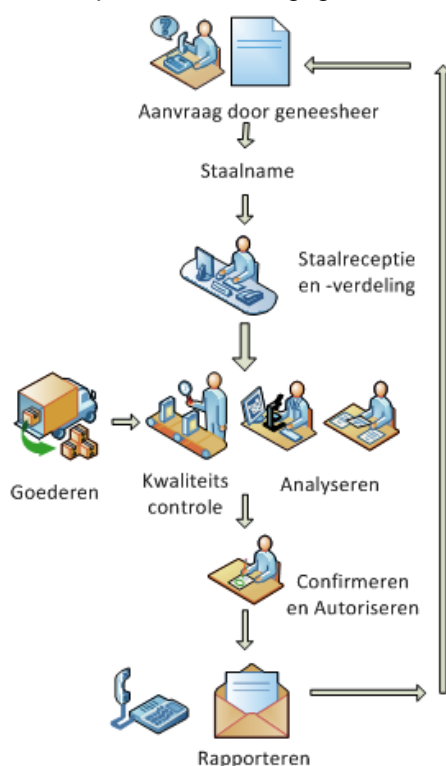 Aanvraag door geneesheer
Staalname
Staalreceptie
en -verdeling
Goederen
Kwaliteits
controle
Analyseren
Confirmeren
en Autoriseren
Rapporteren